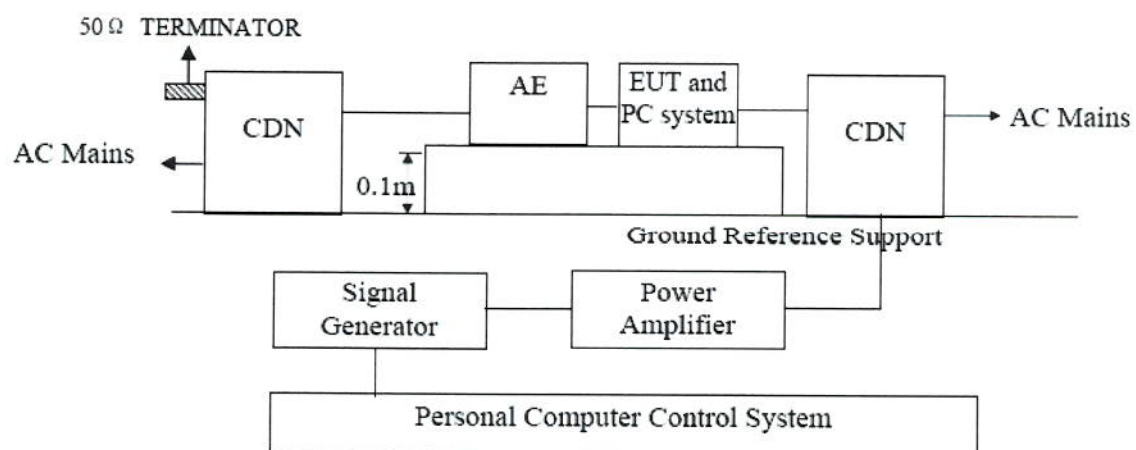 50 Ω TERMINATOR
CDN
AC Mains
AE
EUT and
PC system
CDN
AC Mains
0.1m
Ground Reference Support
Signal
Generator
Power
Amplifier
Personal Computer Control System